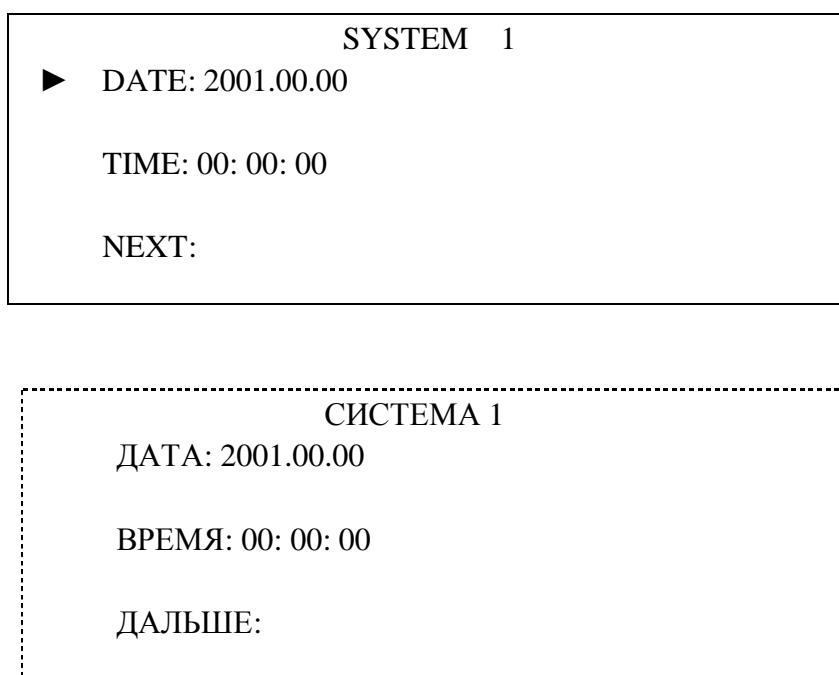 SYSTEM 1
► DATE: 2001.00.00
TIME: 00: 00: 00
NEXT:
СИСТЕМА 1
ДАТА: 2001.00.00
ВРЕМЯ: 00: 00: 00
ДАЛЬШЕ: